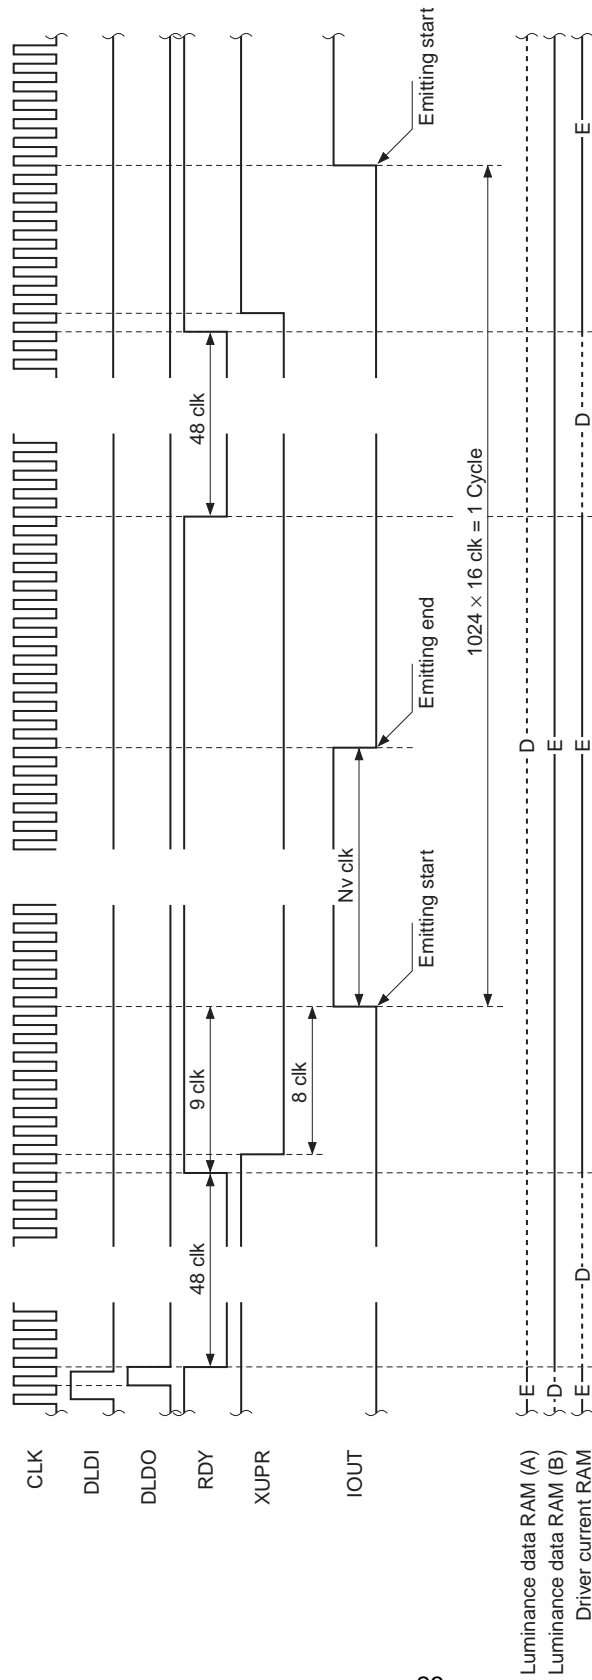 CLK
DLDI
DLDO
RDY
48 clk
9 clk
48 clk
XUPR
8 clk
IOUT
Nv clk
Emitting start
Emitting end
Emitting start
1024 × 16 clk = 1 Cycle
Luminance data RAM (A)
E
D
Luminance data RAM (B)
D
E
Driver current RAM
E
D
E
D
E